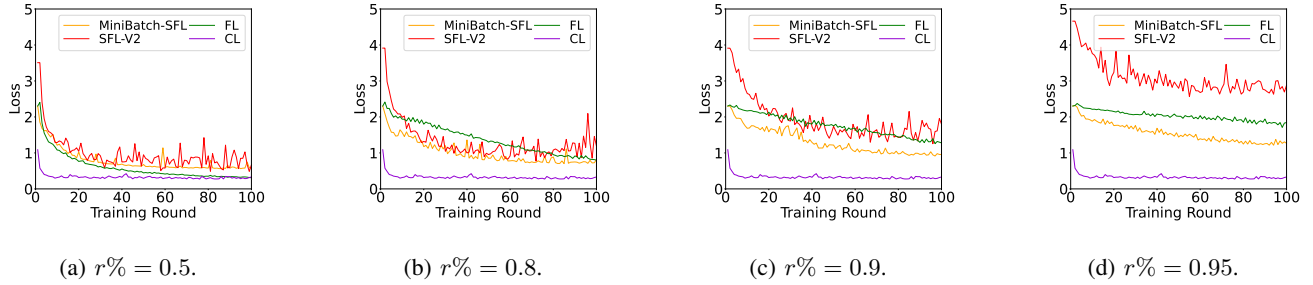 5
4
3
2
1
0
Loss
MiniBatch-SFL FL
SFL-V2 CL
0 20 40 60 80 100
Training Round
(a) r% = 0.5.
5
4
3
2
1
0
Loss
MiniBatch-SFL FL
SFL-V2 CL
0 20 40 60 80 100
Training Round
(b) r% = 0.8.
5
4
3
2
1
0
Loss
MiniBatch-SFL FL
SFL-V2 CL
0 20 40 60 80 100
Training Round
(c) r% = 0.9.
5
4
3
2
1
0
Loss
MiniBatch-SFL FL
SFL-V2 CL
0 20 40 60 80 100
Training Round
(d) r% = 0.95.